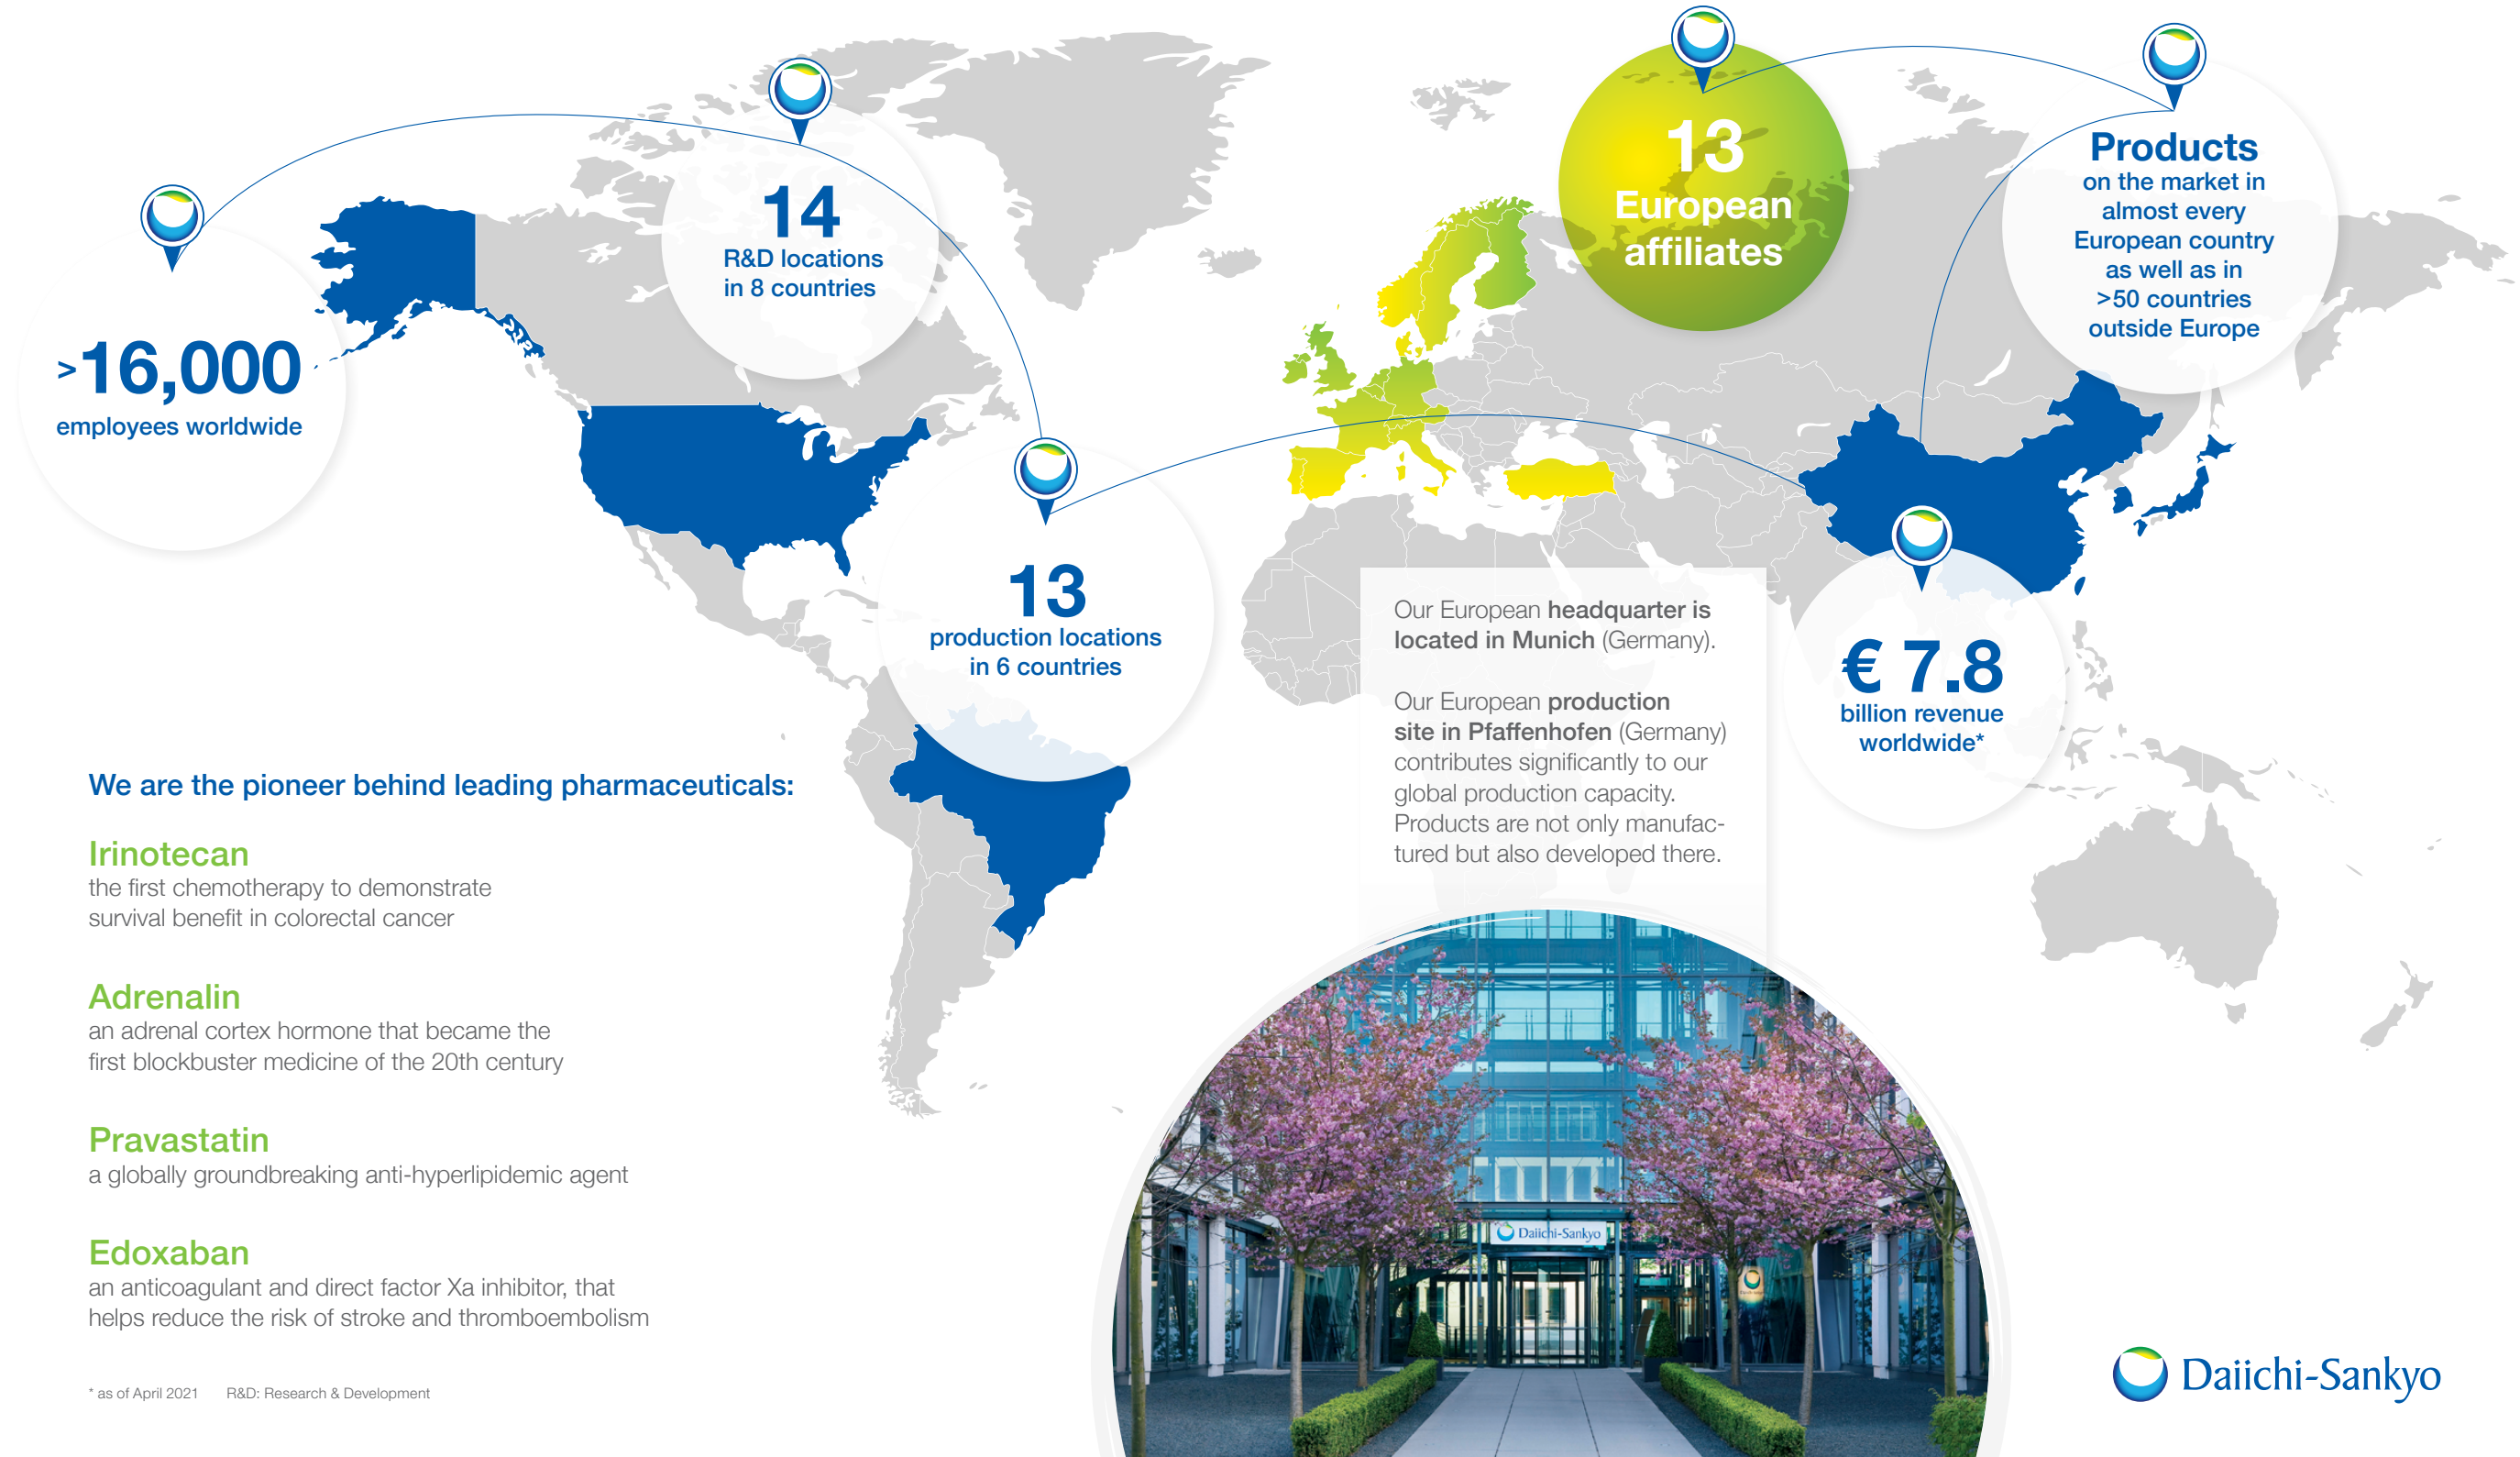 >16,000
employees worldwide
14
R&D locations
in 8 countries
13
production locations
in 6 countries
13
European
affiliates
Products
on the market in
almost every
European country
as well as in
>50 countries
outside Europe
€ 7.8
billion revenue
worldwide*
Our European headquarter is
located in Munich (Germany).
Our European production
site in Pfaffenhofen (Germany)
contributes significantly to our
global production capacity.
Products are not only manufac-
tured but also developed there.
We are the pioneer behind leading pharmaceuticals:
Irinotecan
the first chemotherapy to demonstrate
survival benefit in colorectal cancer
Adrenalin
an adrenal cortex hormone that became the
first blockbuster medicine of the 20th century
Pravastatin
a globally groundbreaking anti-hyperlipidemic agent
Edoxaban
an anticoagulant and direct factor Xa inhibitor, that
helps reduce the risk of stroke and thromboembolism
* as of April 2021 R&D: Research & Development
Daiichi-Sankyo
Daiichi-Sankyo